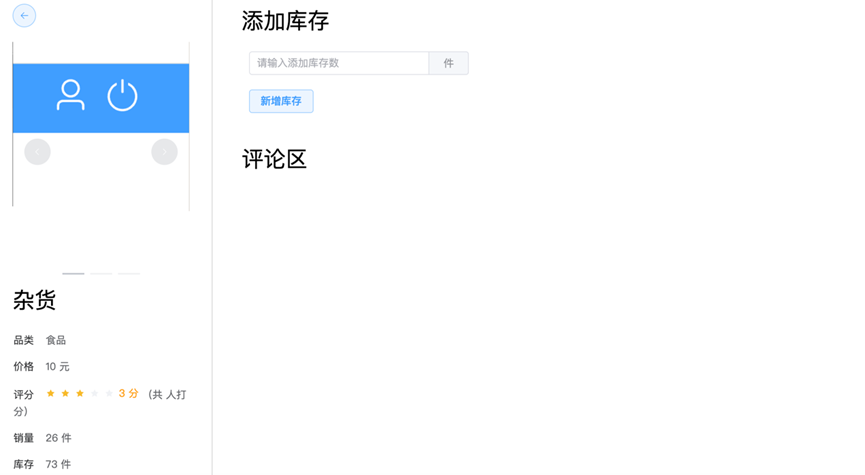 添加库存
请输入添加库存数 件
新增库存
评论区
杂货
品类 食品
价格 10 元
评分 3 分 （共 人打
分）
销量 26 件
库存 73 件